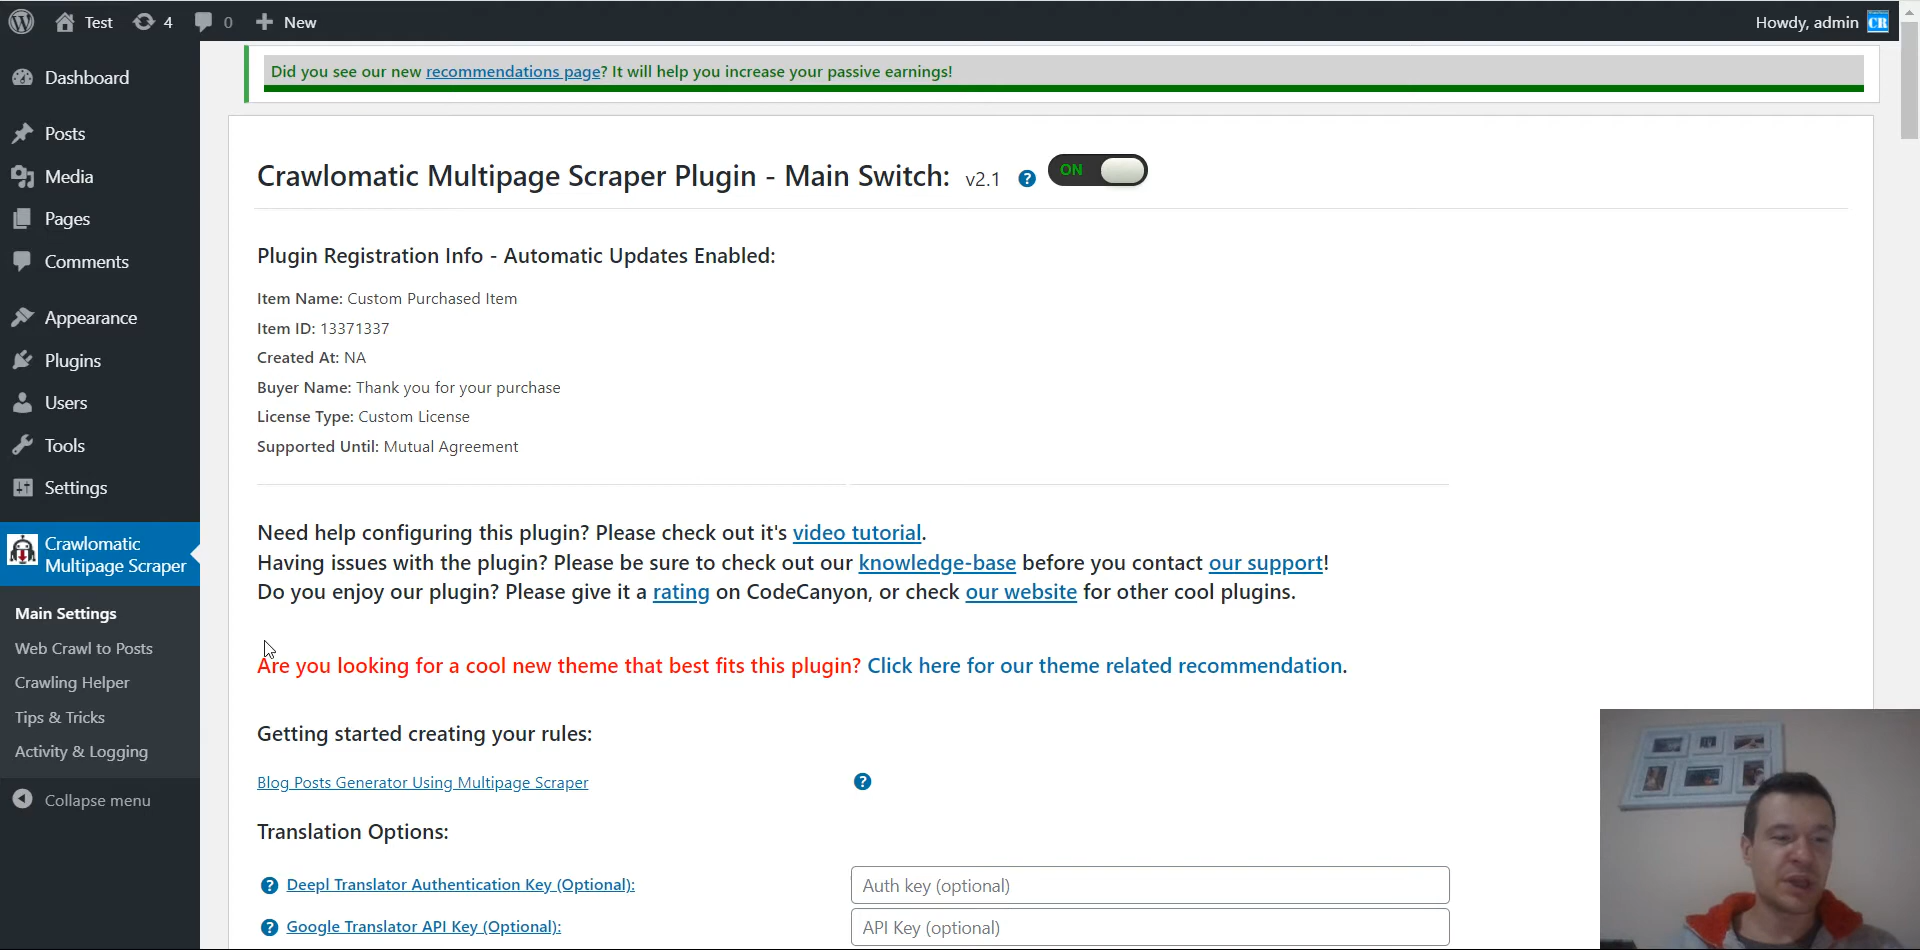 Test 4 0 New Howdy, admin CR
Dashboard
Posts
Media
Pages
Comments
Appearance
Plugins
Users
Tools
Settings
Crawlomatic
Multipage Scraper
Main Settings
Web Crawl to Posts
Crawling Helper
Tips & Tricks
Activity & Logging
Collapse menu
Did you see our new recommendations page? It will help you increase your passive earnings!
Crawlomatic Multipage Scraper Plugin - Main Switch: v2.1 ? ON
Plugin Registration Info - Automatic Updates Enabled:
Item Name: Custom Purchased Item
Item ID: 13371337
Created At: NA
Buyer Name: Thank you for your purchase
License Type: Custom License
Supported Until: Mutual Agreement
Need help configuring this plugin? Please check out it's video tutorial.
Having issues with the plugin? Please be sure to check out our knowledge-base before you contact our support!
Do you enjoy our plugin? Please give it a rating on CodeCanyon, or check our website for other cool plugins.
Are you looking for a cool new theme that best fits this plugin? Click here for our theme related recommendation.
Getting started creating your rules:
Blog Posts Generator Using Multipage Scraper ?
Translation Options:
? Deepl Translator Authentication Key (Optional): Auth key (optional)
? Google Translator API Key (Optional): API Key (optional)